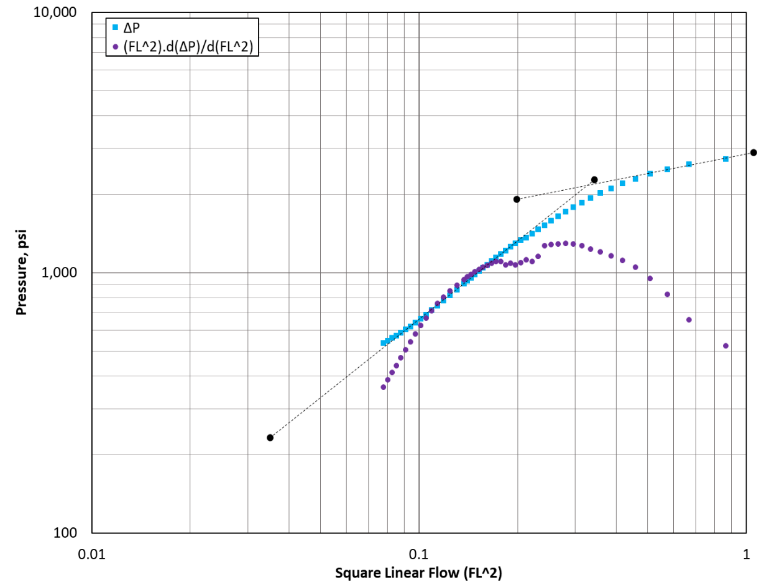 10,000
ΔP
(FL^2).d(ΔP)/d(FL^2)
Pressure, psi
1,000
100
0.01
0.1
1
Square Linear Flow (FL^2)